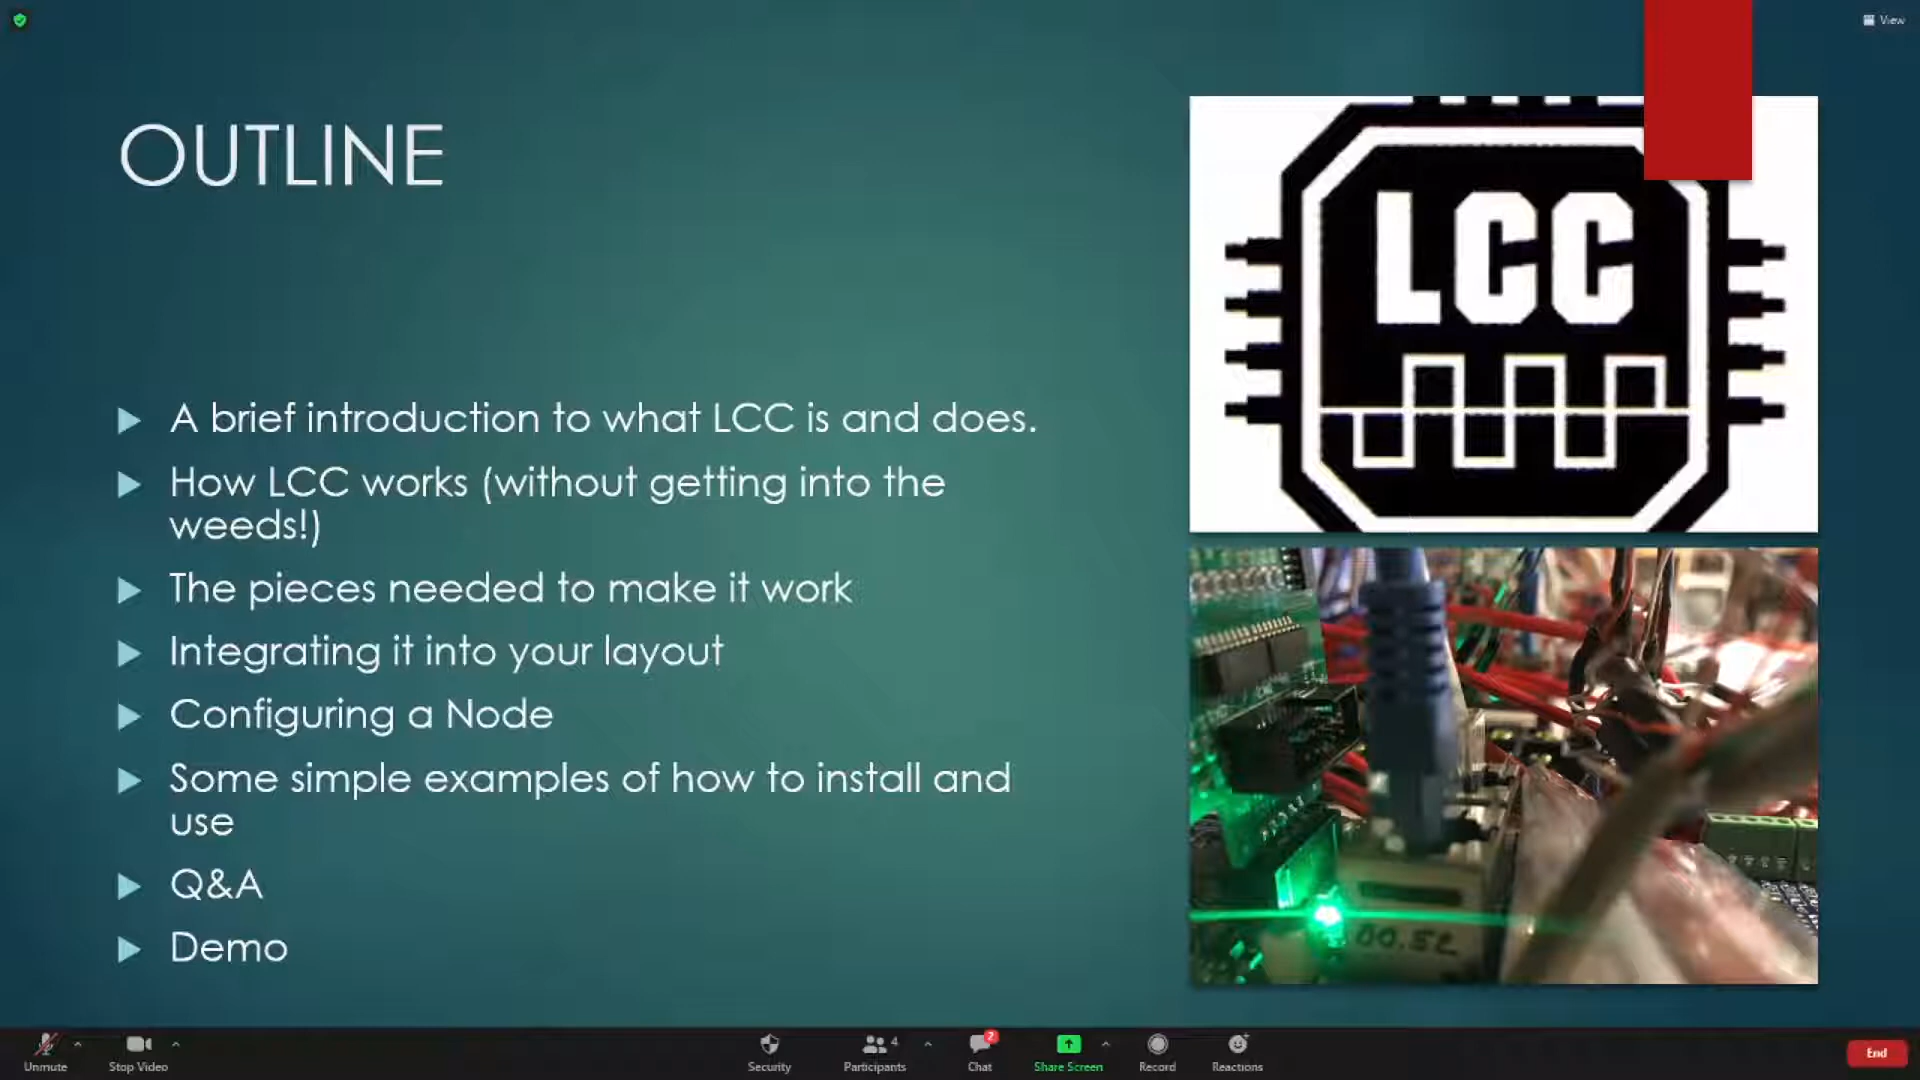 View
OUTLINE
LCC
A brief introduction to what LCC is and does.
How LCC works (without getting into the
weeds!)
The pieces needed to make it work
Integrating it into your layout
Configuring a Node
Some simple examples of how to install and
use
Q&A
Demo
Unmute
Stop Video
Security
4
Participants
2
Chat
Share Screen
Record
Reactions
End